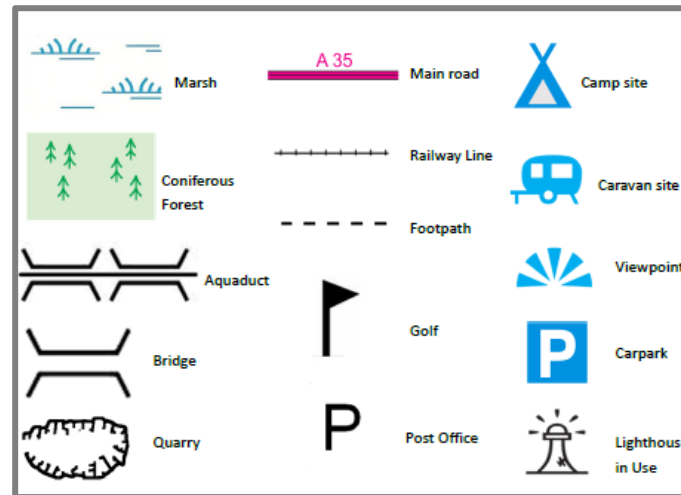 Marsh
Coniferous
Forest
Aquaduct
Bridge
Quarry
A 35
Main road
Railway Line
Footpath
Golf
P
Post Office
Camp site
Caravan site
Viewpoint
P
Carpark
Lighthous
in Use